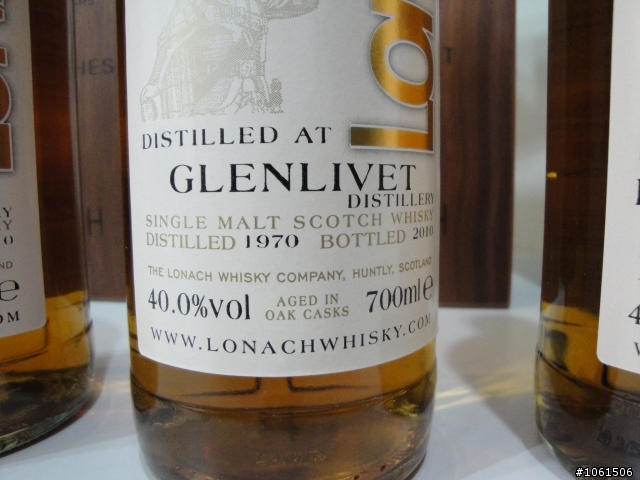 HES
DISTILLED AT
GLENLIVET
DISTILLERY
SINGLE MALT SCOTCH WHISKY
DISTILLED 1970 BOTTLED 2010
THE LONACH WHISKY COMPANY, HUNTLY, SCOTLAND
40.0%vol AGED IN OAK CASKS 700ml e
WWW.LONACHWHISKY.COM
#1061506